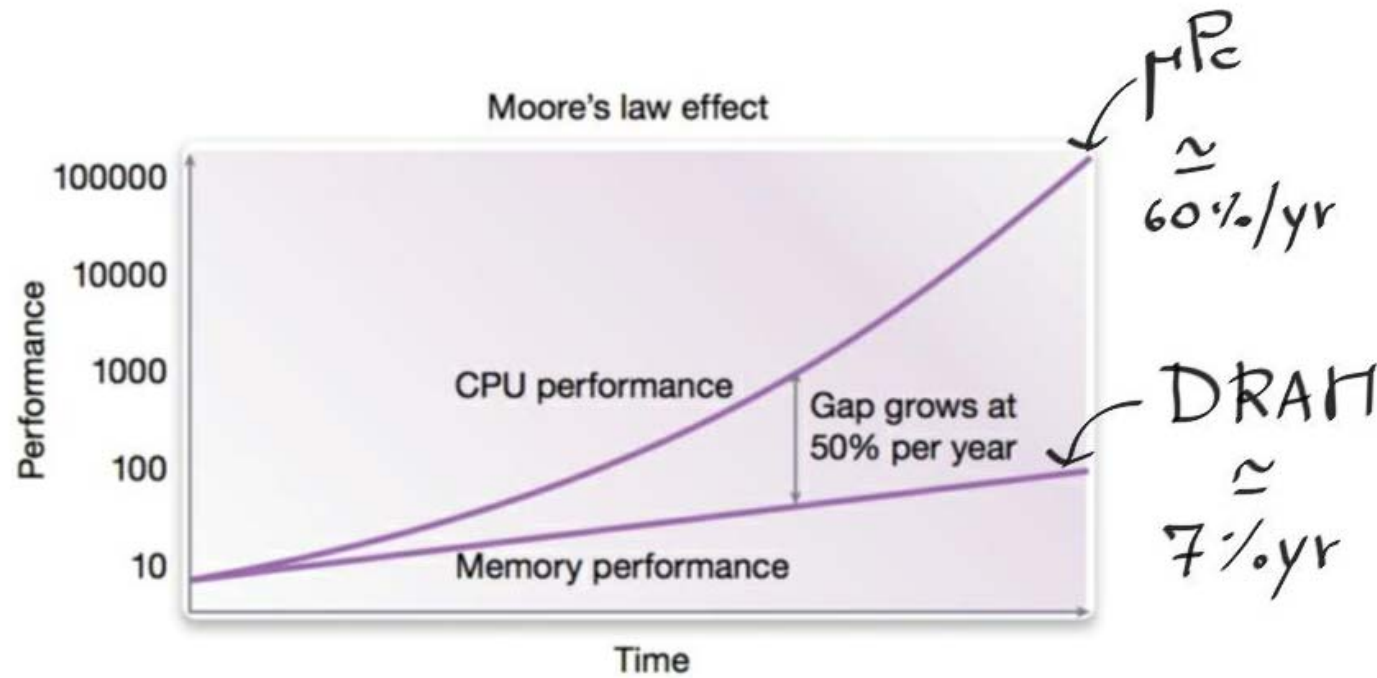 Moore's law effect
100000
10000
1000
100
10
Performance
CPU performance
Gap grows at
50% per year
Memory performance
Time
μPc
≃
60%/yr
DRAM
≃
7%yr